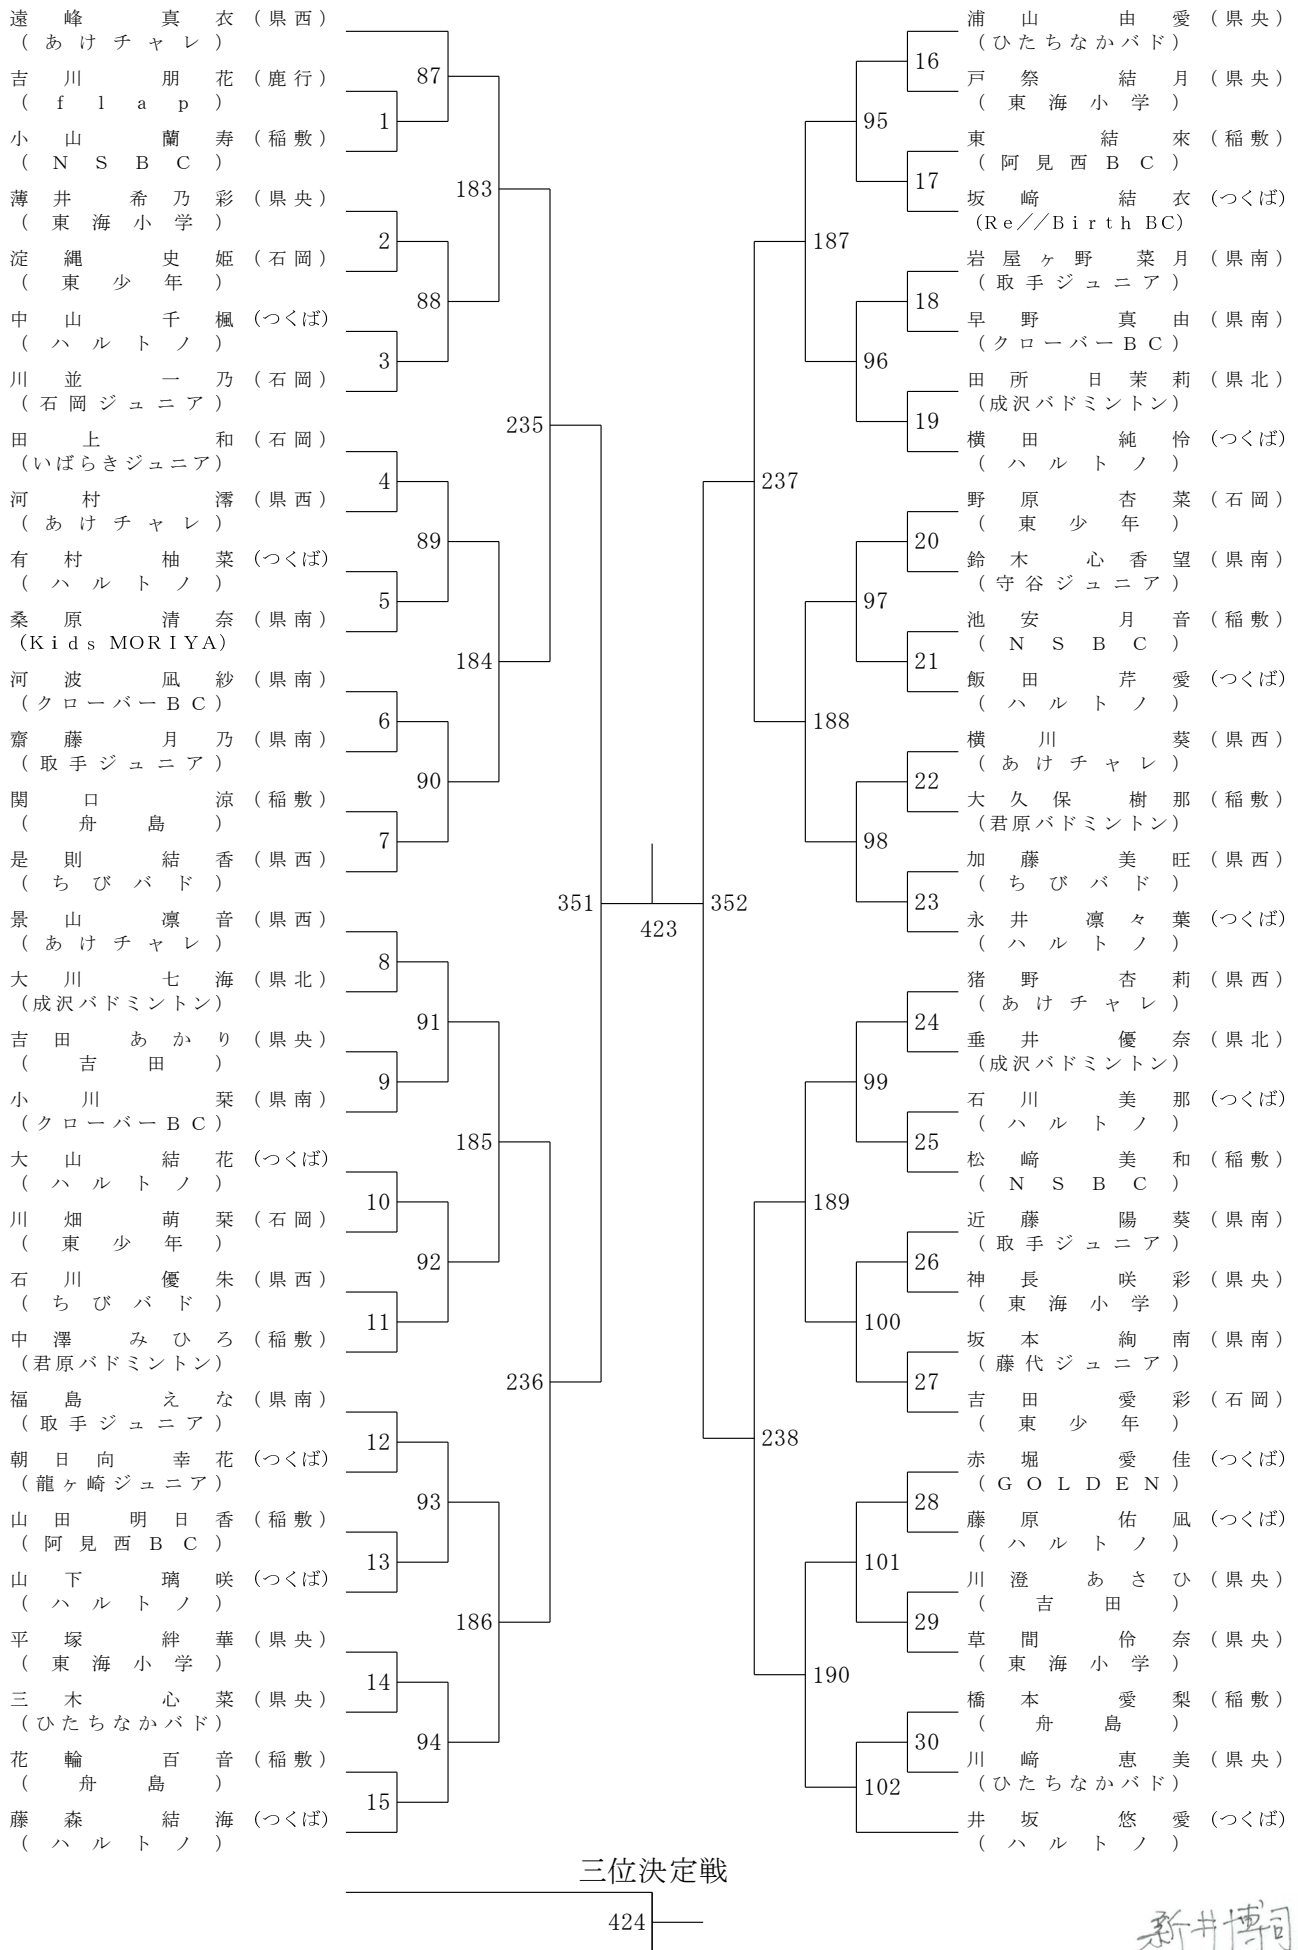 遠峰 真衣 (県西)
(あけチャレ)
吉川 朋花 (鹿行)
(flap)
小山 蘭寿 (稲敷)
(NSBC)
薄井 希乃彩 (県央)
(東海小学)
淀縄 史姫 (石岡)
(東少年)
中山 千楓 (つくば)
(ハルトノ)
川並 一乃 (石岡)
(石岡ジュニア)
田上 和 (石岡)
(いばらきジュニア)
河村 澪 (県西)
(あけチャレ)
有村 柚菜 (つくば)
(ハルトノ)
桑原 清奈 (県南)
(Kids MORIYA)
河波 凪紗 (県南)
(クローバーBC)
齋藤 月乃 (県南)
(取手ジュニア)
関口 涼 (稲敷)
(舟島)
是則 結香 (県西)
(ちびバド)
景山 凛音 (県西)
(あけチャレ)
大川 七海 (県北)
(成沢バドミントン)
吉田 あかり (県央)
(吉田)
小川 栞 (県南)
(クローバーBC)
大山 結花 (つくば)
(ハルトノ)
川畑 萌栞 (石岡)
(東少年)
石川 優朱 (県西)
(ちびバド)
中澤 みひろ (稲敷)
(君原バドミントン)
福島 えな (県南)
(取手ジュニア)
朝日向 幸花 (つくば)
(龍ヶ崎ジュニア)
山田 明日香 (稲敷)
(阿見西BC)
山下 璃咲 (つくば)
(ハルトノ)
平塚 絆華 (県央)
(東海小学)
三木 心菜 (県央)
(ひたちなかバド)
花輪 百音 (稲敷)
(舟島)
藤森 結海 (つくば)
(ハルトノ)
1
2
3
4
5
6
7
8
9
10
11
12
13
14
15
87
88
89
90
91
92
93
94
183
184
185
186
235
236
351
423
352
237
238
187
188
189
190
95
96
97
98
99
100
101
102
16
17
18
19
20
21
22
23
24
25
26
27
28
29
30
浦山 由愛 (県央)
(ひたちなかバド)
戸祭 結月 (県央)
(東海小学)
東 結來 (稲敷)
(阿見西BC)
坂﨑 結衣 (つくば)
(Re//Birth BC)
岩屋ヶ野 菜月 (県南)
(取手ジュニア)
早野 真由 (県南)
(クローバーBC)
田所 日茉莉 (県北)
(成沢バドミントン)
横田 純怜 (つくば)
(ハルトノ)
野原 杏菜 (石岡)
(東少年)
鈴木 心香望 (県南)
(守谷ジュニア)
池安 月音 (稲敷)
(NSBC)
飯田 芹愛 (つくば)
(ハルトノ)
横川 葵 (県西)
(あけチャレ)
大久保 樹那 (稲敷)
(君原バドミントン)
加藤 美旺 (県西)
(ちびバド)
永井 凛々葉 (つくば)
(ハルトノ)
猪野 杏莉 (県西)
(あけチャレ)
垂井 優奈 (県北)
(成沢バドミントン)
石川 美那 (つくば)
(ハルトノ)
松﨑 美和 (稲敷)
(NSBC)
近藤 陽葵 (県南)
(取手ジュニア)
神長 咲彩 (県央)
(東海小学)
坂本 絢南 (県南)
(藤代ジュニア)
吉田 愛彩 (石岡)
(東少年)
赤堀 愛佳 (つくば)
(GOLDEN)
藤原 佑凪 (つくば)
(ハルトノ)
川澄 あさひ (県央)
(吉田)
草間 伶奈 (県央)
(東海小学)
橋本 愛梨 (稲敷)
(舟島)
川﨑 恵美 (県央)
(ひたちなかバド)
井坂 悠愛 (つくば)
(ハルトノ)
三位決定戦
424
新井博司